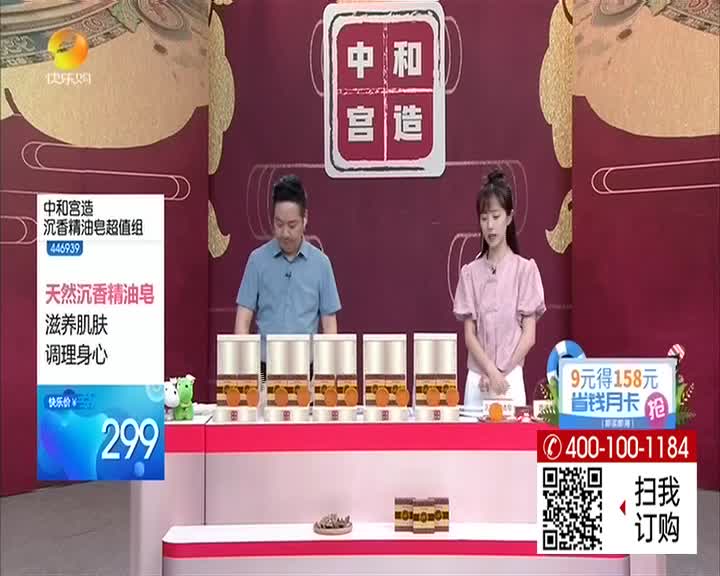 快乐购
中和
宫造
中和宫造
沉香精油皂超值组
446939
天然沉香精油皂
滋养肌肤
调理身心
快乐价¥
299
9元得158元
省钱月卡
抢
400-100-1184
扫我
订购